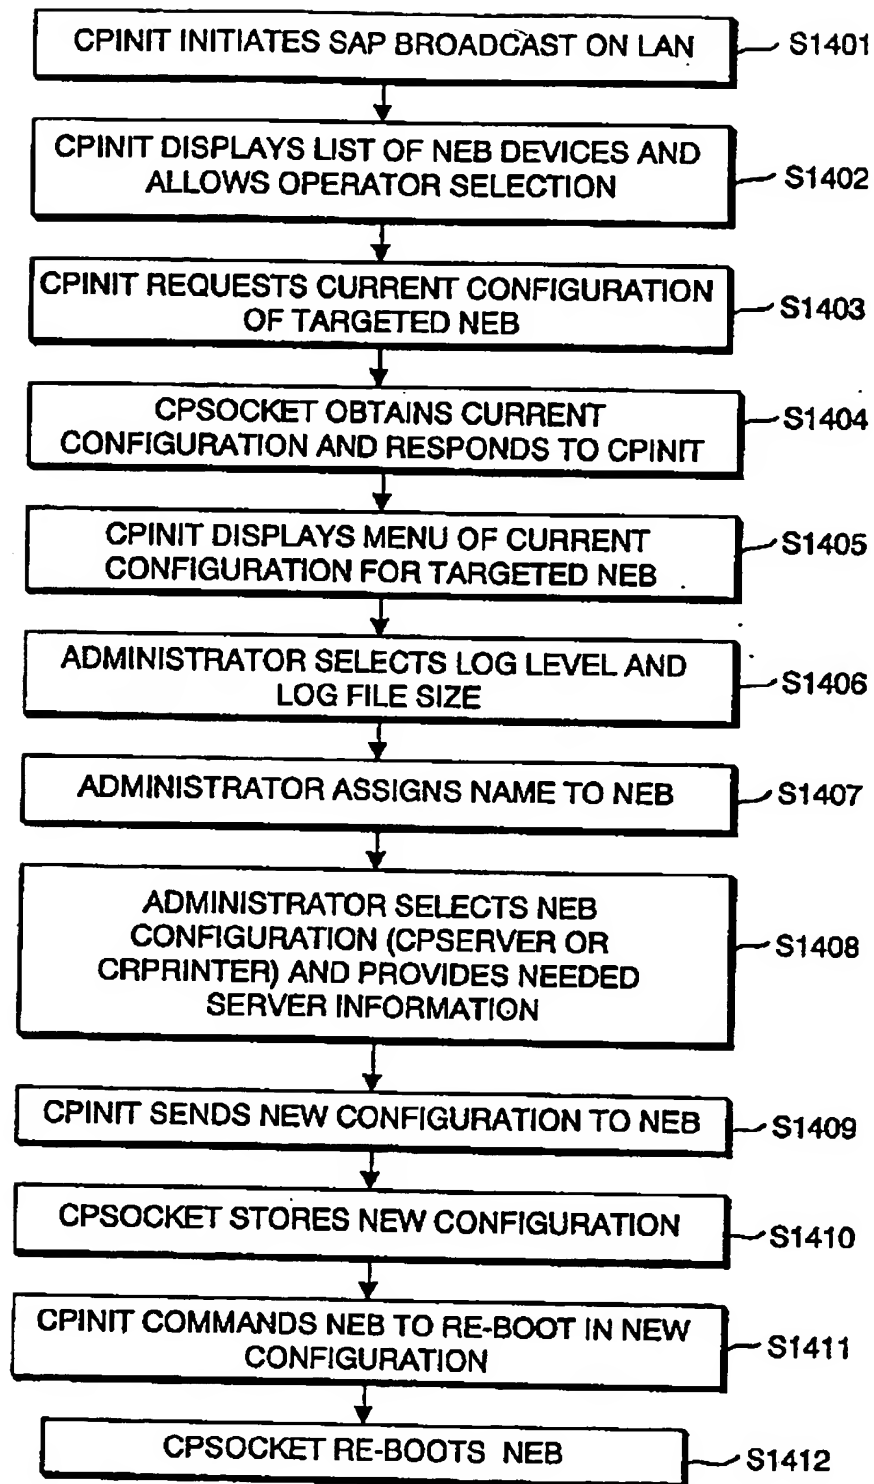 CPINIT INITIATES SAP BROADCAST ON LAN
S1401
CPINIT DISPLAYS LIST OF NEB DEVICES AND
ALLOWS OPERATOR SELECTION
S1402
CPINIT REQUESTS CURRENT CONFIGURATION
OF TARGETED NEB
S1403
CPSOCKET OBTAINS CURRENT
CONFIGURATION AND RESPONDS TO CPINIT
S1404
CPINIT DISPLAYS MENU OF CURRENT
CONFIGURATION FOR TARGETED NEB
S1405
ADMINISTRATOR SELECTS LOG LEVEL AND
LOG FILE SIZE
S1406
ADMINISTRATOR ASSIGNS NAME TO NEB
S1407
ADMINISTRATOR SELECTS NEB
CONFIGURATION (CPSERVER OR
CRPRINTER) AND PROVIDES NEEDED
SERVER INFORMATION
S1408
CPINIT SENDS NEW CONFIGURATION TO NEB
S1409
CPSOCKET STORES NEW CONFIGURATION
S1410
CPINIT COMMANDS NEB TO RE-BOOT IN NEW
CONFIGURATION
S1411
CPSOCKET RE-BOOTS NEB
S1412